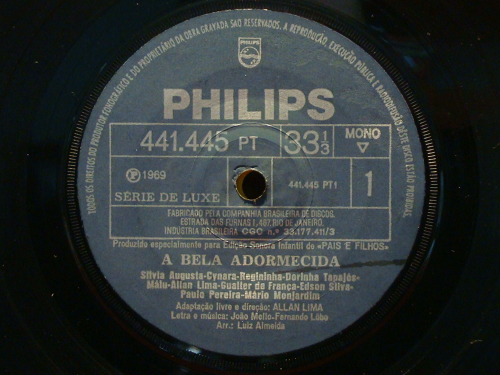 TODOS OS DIREITOS DO PRODUTOR FONOGRÁFICO E DO PROPRIETÁRIO DA OBRA GRAVADA SÃO RESERVADOS. A REPRODUÇÃO, EXECUÇÃO PÚBLICA E RADIODIFUSÃO DESTE DISCO ESTÃO PROIBIDAS.
PHILIPS
PHILIPS
441.445 PT 33 1/3 MONO ▽
℗ 1969
SÉRIE DE LUXE
441.445 PT1
1
FABRICADO PELA COMPANHIA BRASILEIRA DE DISCOS.
ESTRADA DAS FURNAS 1.487, RIO DE JANEIRO.
INDÚSTRIA BRASILEIRA CGC n.º 33.177.411/3
Produzido especialmente para Edição Sonora Infantil de «PAIS E FILHOS»
A BELA ADORMECIDA
Silvia Augusta-Cynara-Regininha-Dorinha Tapajós-
Málu-Allan Lima-Gualter de França-Edson Silva-
Paulo Pereira-Mário Monjardim
Adaptação livre e direção: ALLAN LIMA
Letra e música: João Mello-Fernando Lôbo
Arr.: Luiz Almeida